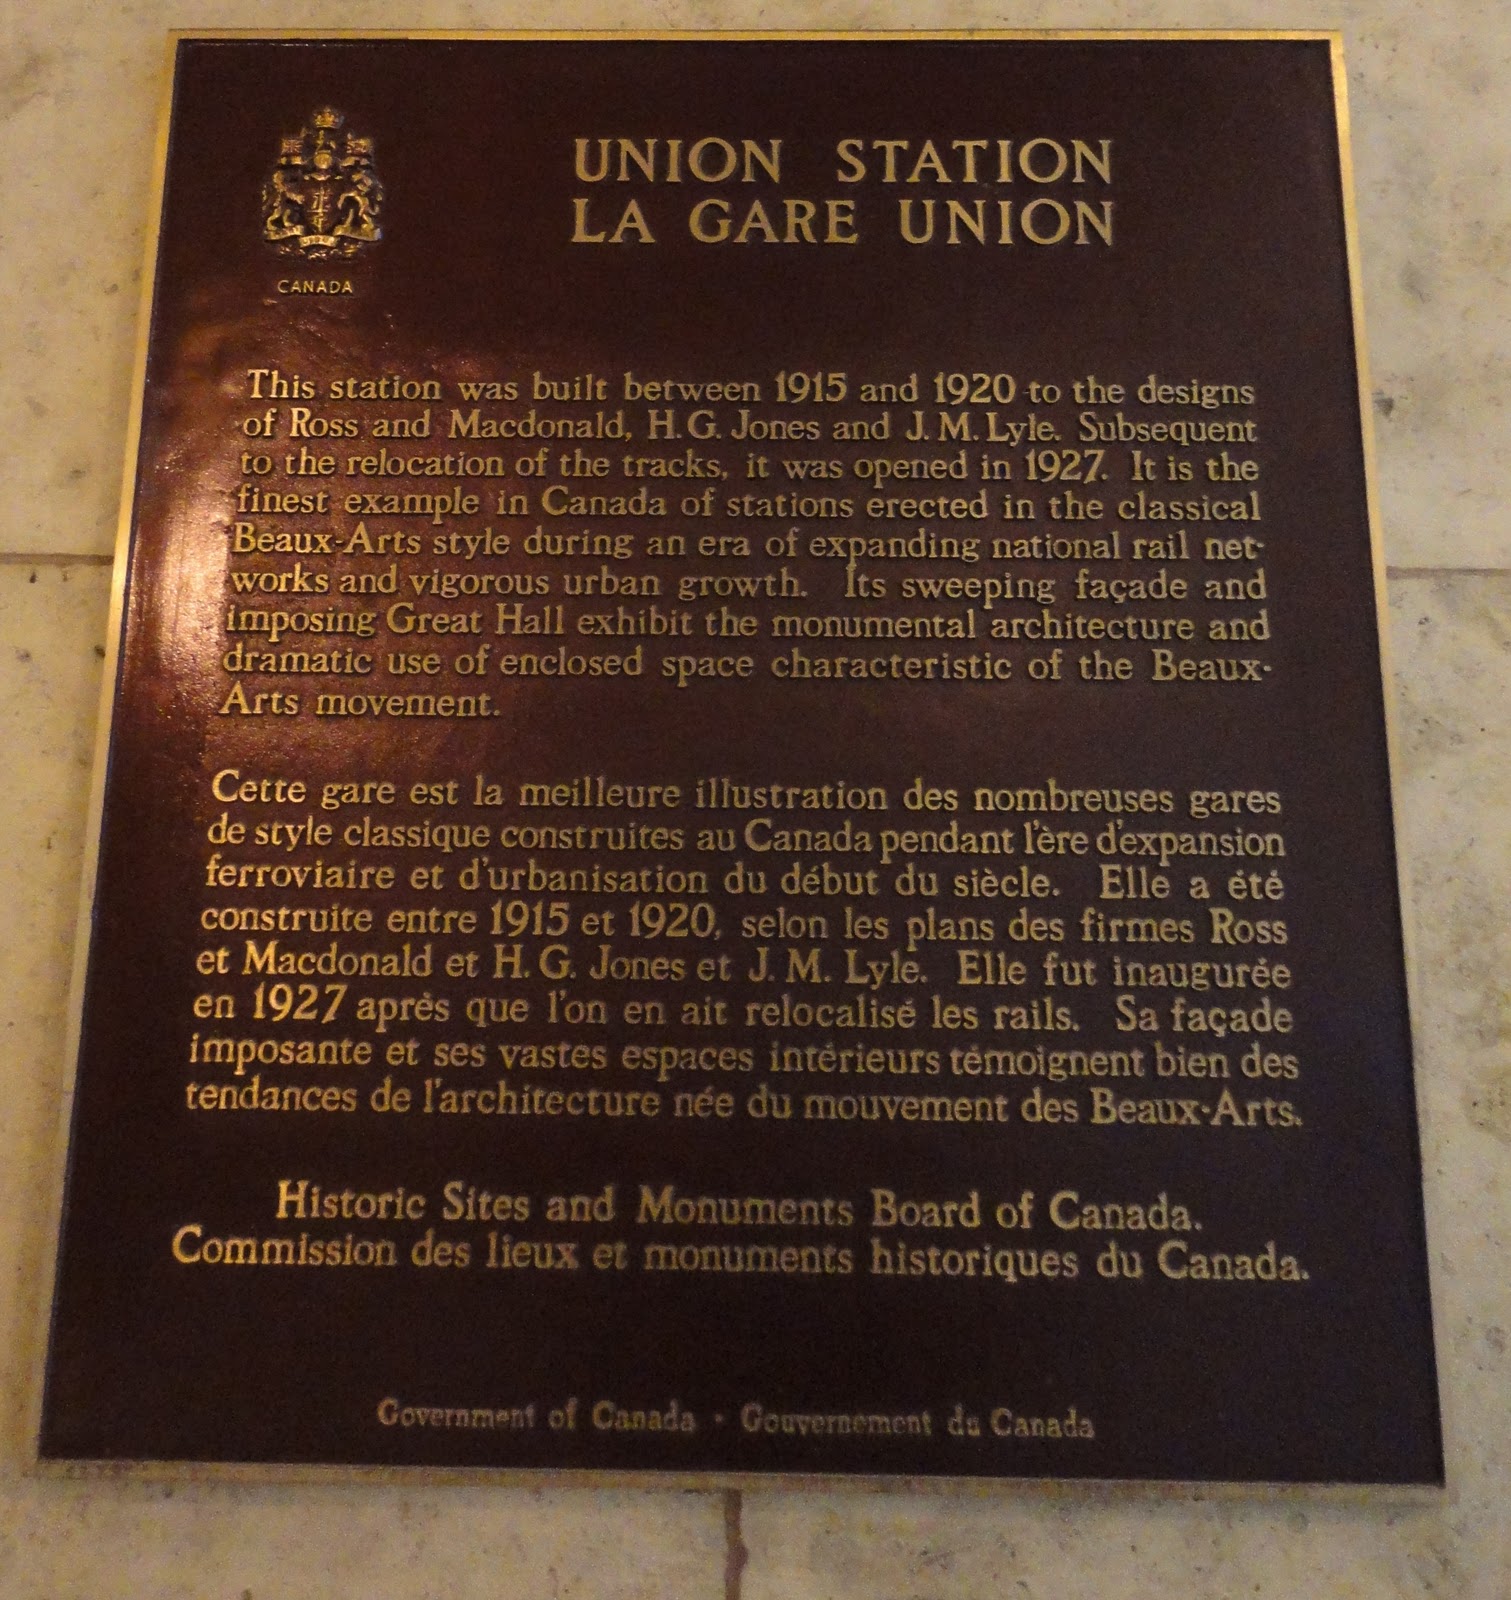 UNION STATION
LA GARE UNION
CANADA
This station was built between 1915 and 1920 to the designs
of Ross and Macdonald, H.G. Jones and J.M. Lyle. Subsequent
to the relocation of the tracks, it was opened in 1927. It is the
finest example in Canada of stations erected in the classical
Beaux-Arts style during an era of expanding national rail net-
works and vigorous urban growth. Its sweeping façade and
imposing Great Hall exhibit the monumental architecture and
dramatic use of enclosed space characteristic of the Beaux-
Arts movement.
Cette gare est la meilleure illustration des nombreuses gares
de style classique construites au Canada pendant l'ère d'expansion
ferroviaire et d'urbanisation du début du siècle. Elle a été
construite entre 1915 et 1920, selon les plans des firmes Ross
et Macdonald et H.G. Jones et J.M. Lyle. Elle fut inaugurée
en 1927 après que l'on en ait relocalisé les rails. Sa façade
imposante et ses vastes espaces intérieurs témoignent bien des
tendances de l'architecture née du mouvement des Beaux-Arts.
Historic Sites and Monuments Board of Canada.
Commission des lieux et monuments historiques du Canada.
Government of Canada · Gouvernement du Canada